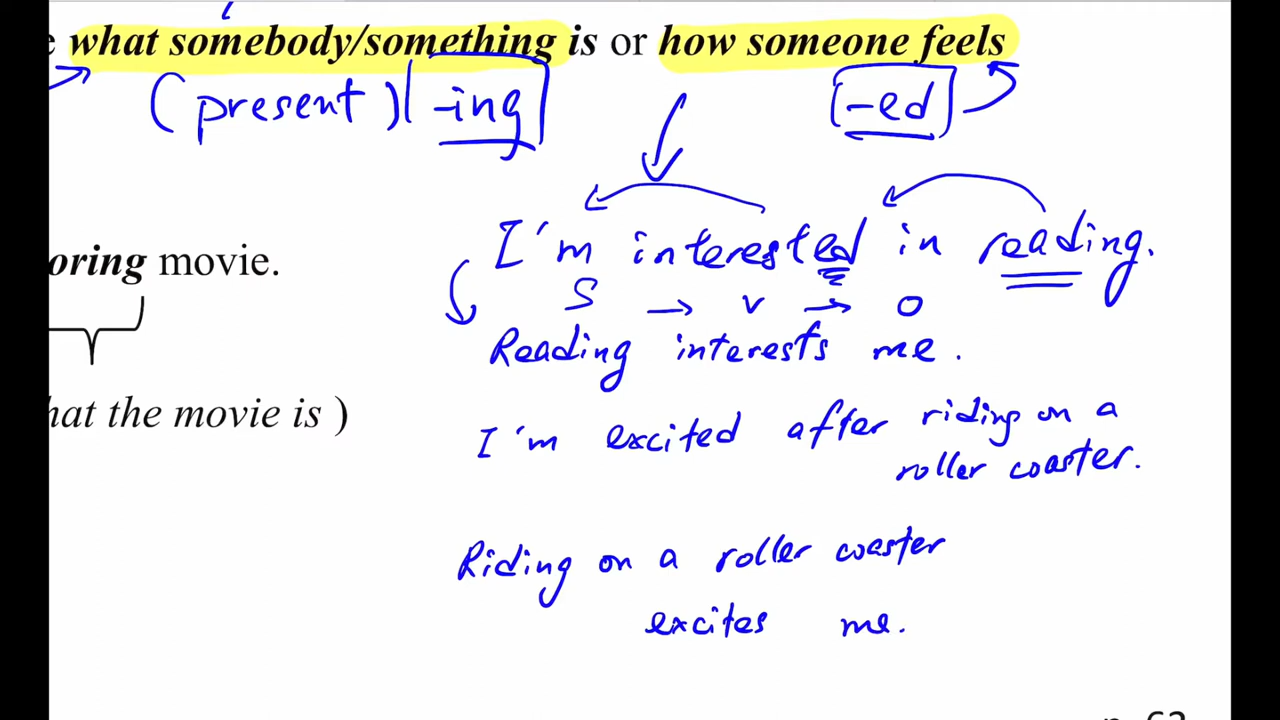 e what somebody/something is or how someone feels
(present) -ing -ed
I'm interested in reading.
S → v → o
oring movie.
Reading interests me.
hat the movie is )
I'm excited after riding on a
roller coaster.
Riding on a roller coaster
excites me.